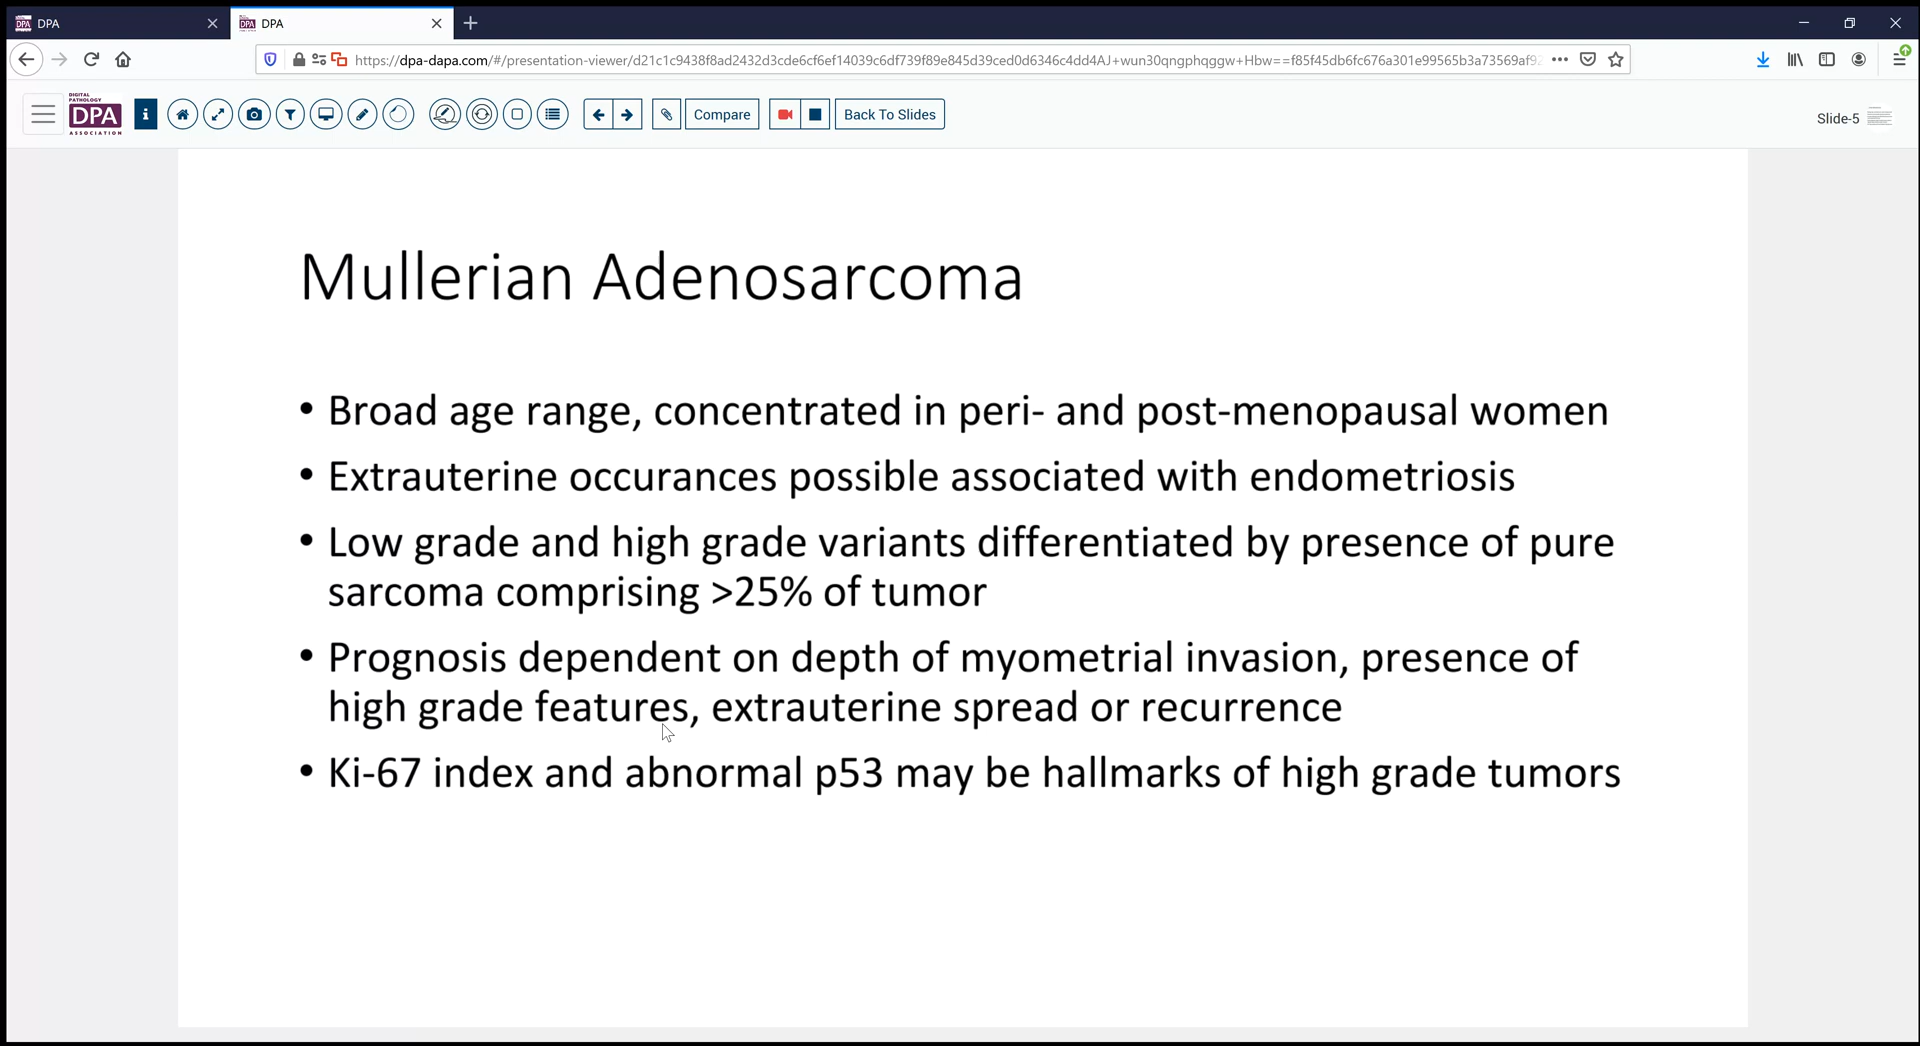 DPA
DPA
https://dpa-dapa.com/#/presentation-viewer/d21c1c9438f8ad2432d3cde6cf6ef14039c6df739f89e845d39ced0d6346c4dd4AJ+wun30qngphqggw+Hbw==f85f45db6fc676a301e99565b3a73569af92
DIGITAL
PATHOLOGY
DPA
ASSOCIATION
Compare
Back To Slides
Slide-5
Mullerian Adenosarcoma
• Broad age range, concentrated in peri- and post-menopausal women
• Extrauterine occurances possible associated with endometriosis
• Low grade and high grade variants differentiated by presence of pure
sarcoma comprising >25% of tumor
• Prognosis dependent on depth of myometrial invasion, presence of
high grade features, extrauterine spread or recurrence
• Ki-67 index and abnormal p53 may be hallmarks of high grade tumors